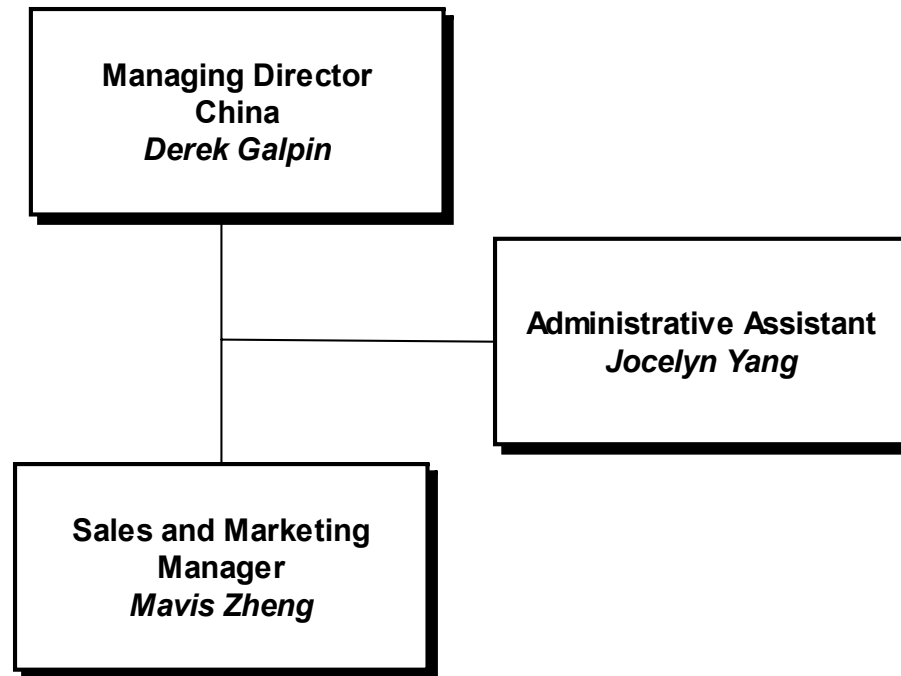 Managing Director
China
Derek Galpin
Administrative Assistant
Jocelyn Yang
Sales and Marketing
Manager
Mavis Zheng